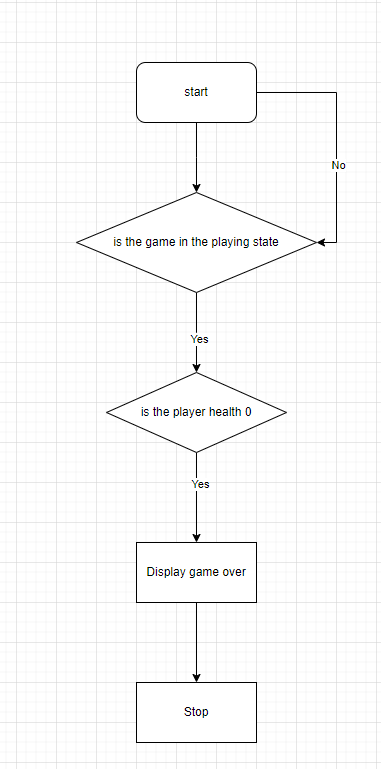 start
No
is the game in the playing state
Yes
is the player health 0
Yes
Display game over
Stop